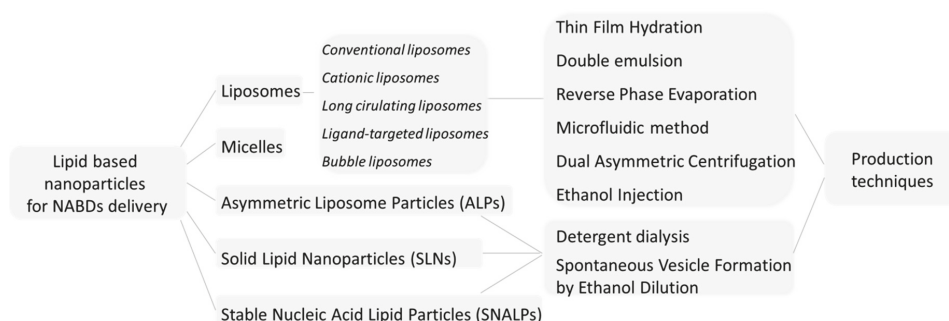 Lipid based
nanoparticles
for NABDs delivery
Liposomes
Micelles
Asymmetric Liposome Particles (ALPs)
Solid Lipid Nanoparticles (SLNs)
Stable Nucleic Acid Lipid Particles (SNALPs)
Conventional liposomes
Cationic liposomes
Long cirulating liposomes
Ligand-targeted liposomes
Bubble liposomes
Thin Film Hydration
Double emulsion
Reverse Phase Evaporation
Microfluidic method
Dual Asymmetric Centrifugation
Ethanol Injection
Detergent dialysis
Spontaneous Vesicle Formation
by Ethanol Dilution
Production
techniques